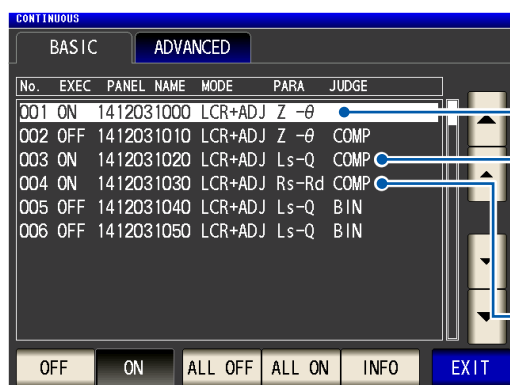 CONTINUOUS
BASIC ADVANCED
No. EXEC PANEL NAME MODE PARA JUDGE
001 ON 1412031000 LCR+ADJ Z -θ
002 OFF 1412031010 LCR+ADJ Z -θ COMP
003 ON 1412031020 LCR+ADJ Ls-Q COMP
004 ON 1412031030 LCR+ADJ Rs-Rd COMP
005 OFF 1412031040 LCR+ADJ Ls-Q BIN
006 OFF 1412031050 LCR+ADJ Ls-Q BIN
OFF ON ALL OFF ALL ON INFO EXIT